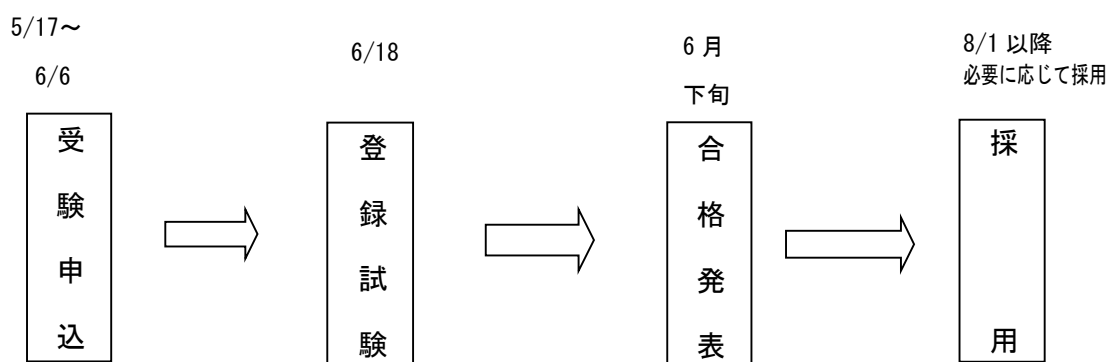 5/17～
6/6
受験申込
6/18
登録試験
6月
下旬
合格発表
8/1 以降
必要に応じて採用
採用